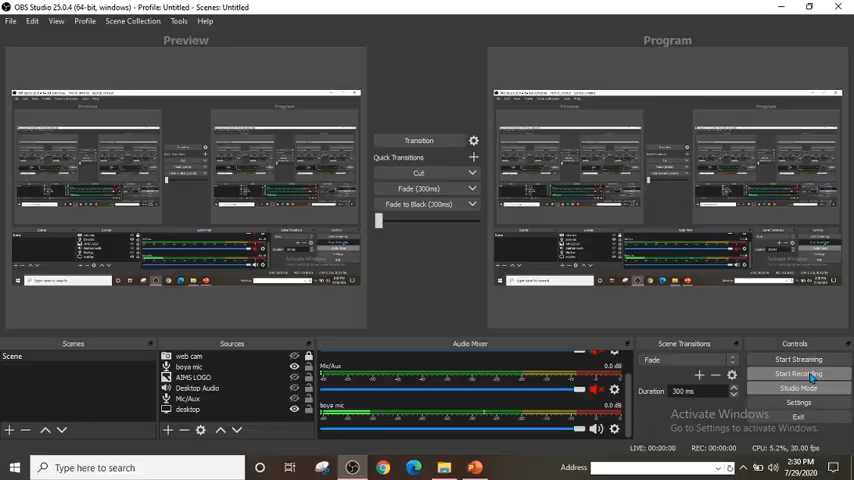 OBS Studio 25.0.4 (64-bit, windows) - Profile: Untitled - Scenes: Untitled
File Edit View Profile Scene Collection Tools Help
Preview
Program
Transition
Quick Transitions
Cut
Fade (300ms)
Fade to Black (300ms)
Scenes
Scene
Sources
web cam
boya mic
AIMS LOGO
Desktop Audio
Mic/Aux
desktop
Audio Mixer
Mic/Aux 0.0 dB
boya mic 0.0 dB
Scene Transitions
Fade
Duration 300 ms
Controls
Start Streaming
Start Recording
Studio Mode
Settings
Exit
Activate Windows
Go to Settings to activate Windows.
LIVE: 00:00:00 REC: 00:00:00 CPU: 5.2%, 30.00 fps
Type here to search
Address
2:30 PM
7/29/2020